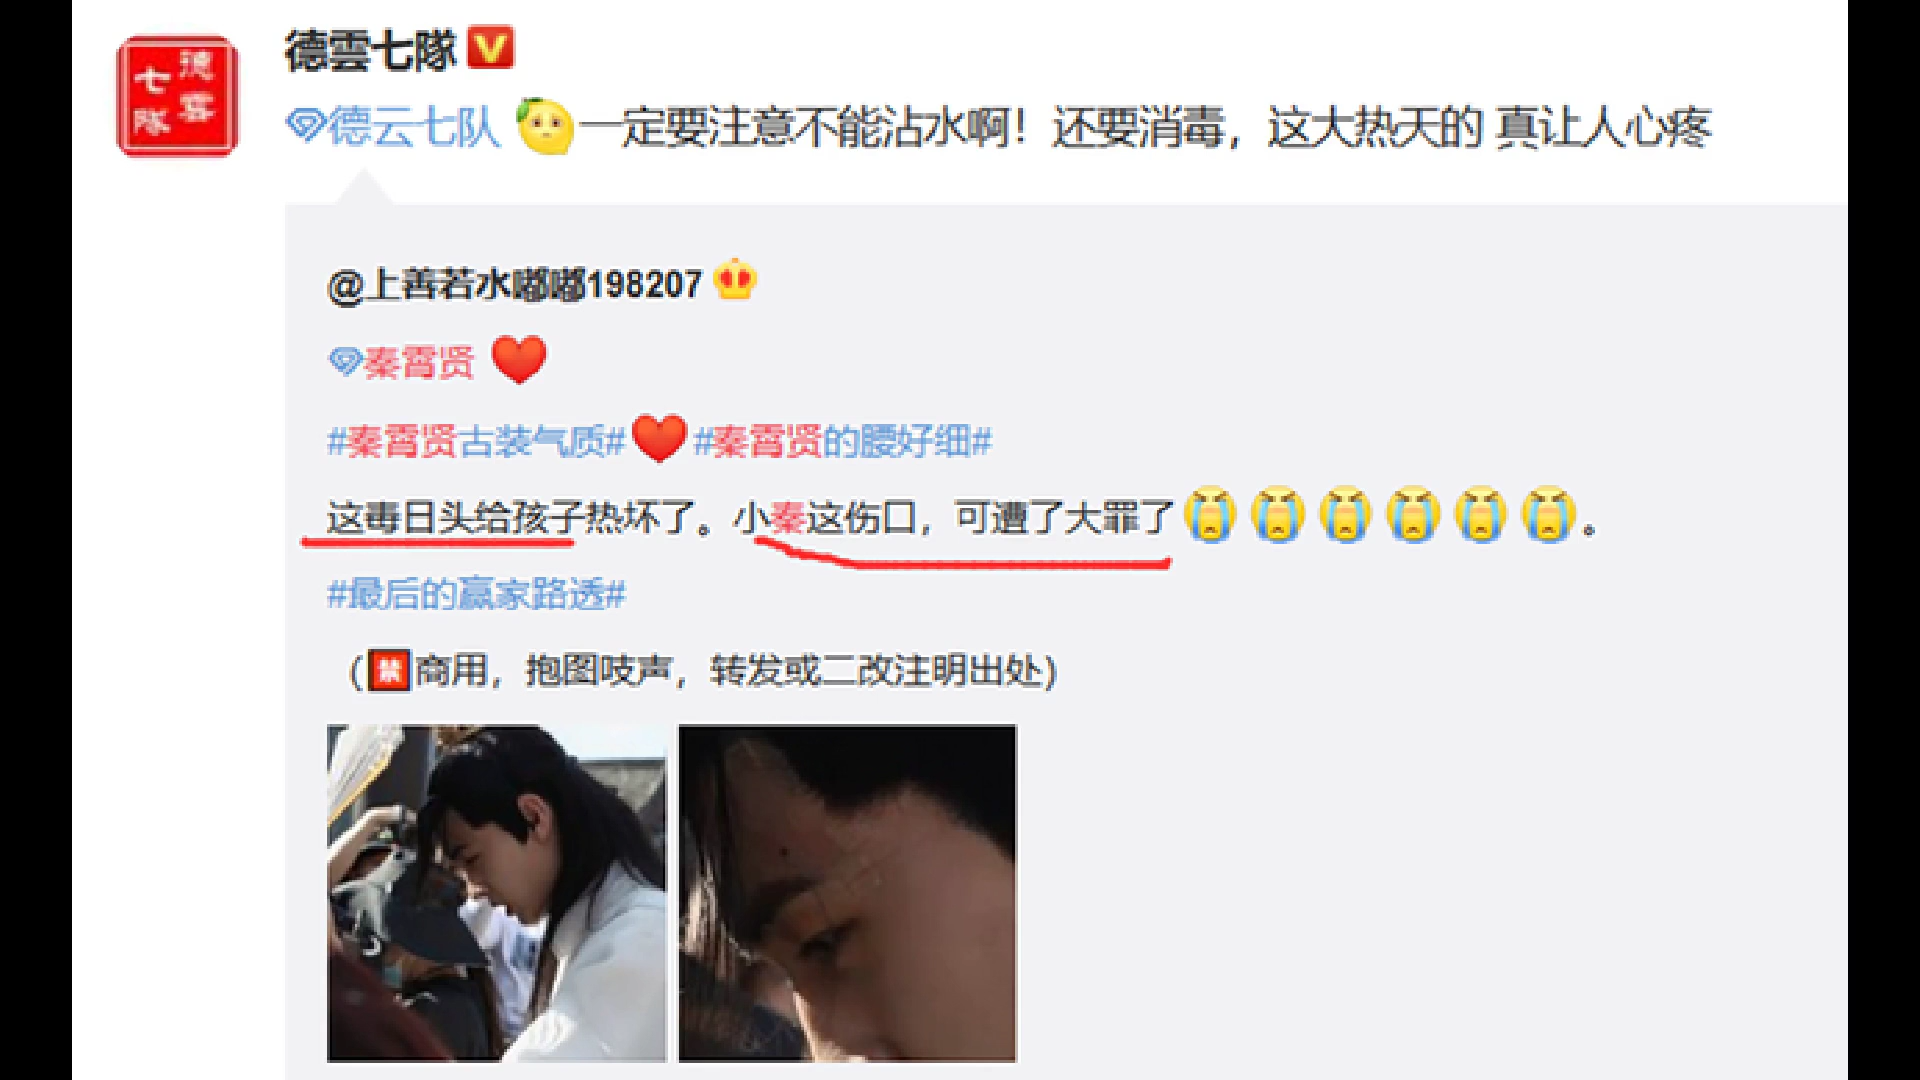 德雲七隊
德雲七隊 V
德云七队 一定要注意不能沾水啊！还要消毒，这大热天的 真让人心疼
@上善若水嘟嘟198207
秦霄贤
#秦霄贤古装气质# #秦霄贤的腰好细#
这毒日头给孩子热坏了。小秦这伤口，可遭了大罪了。
#最后的赢家路透#
（禁商用，抱图吱声，转发或二改注明出处）